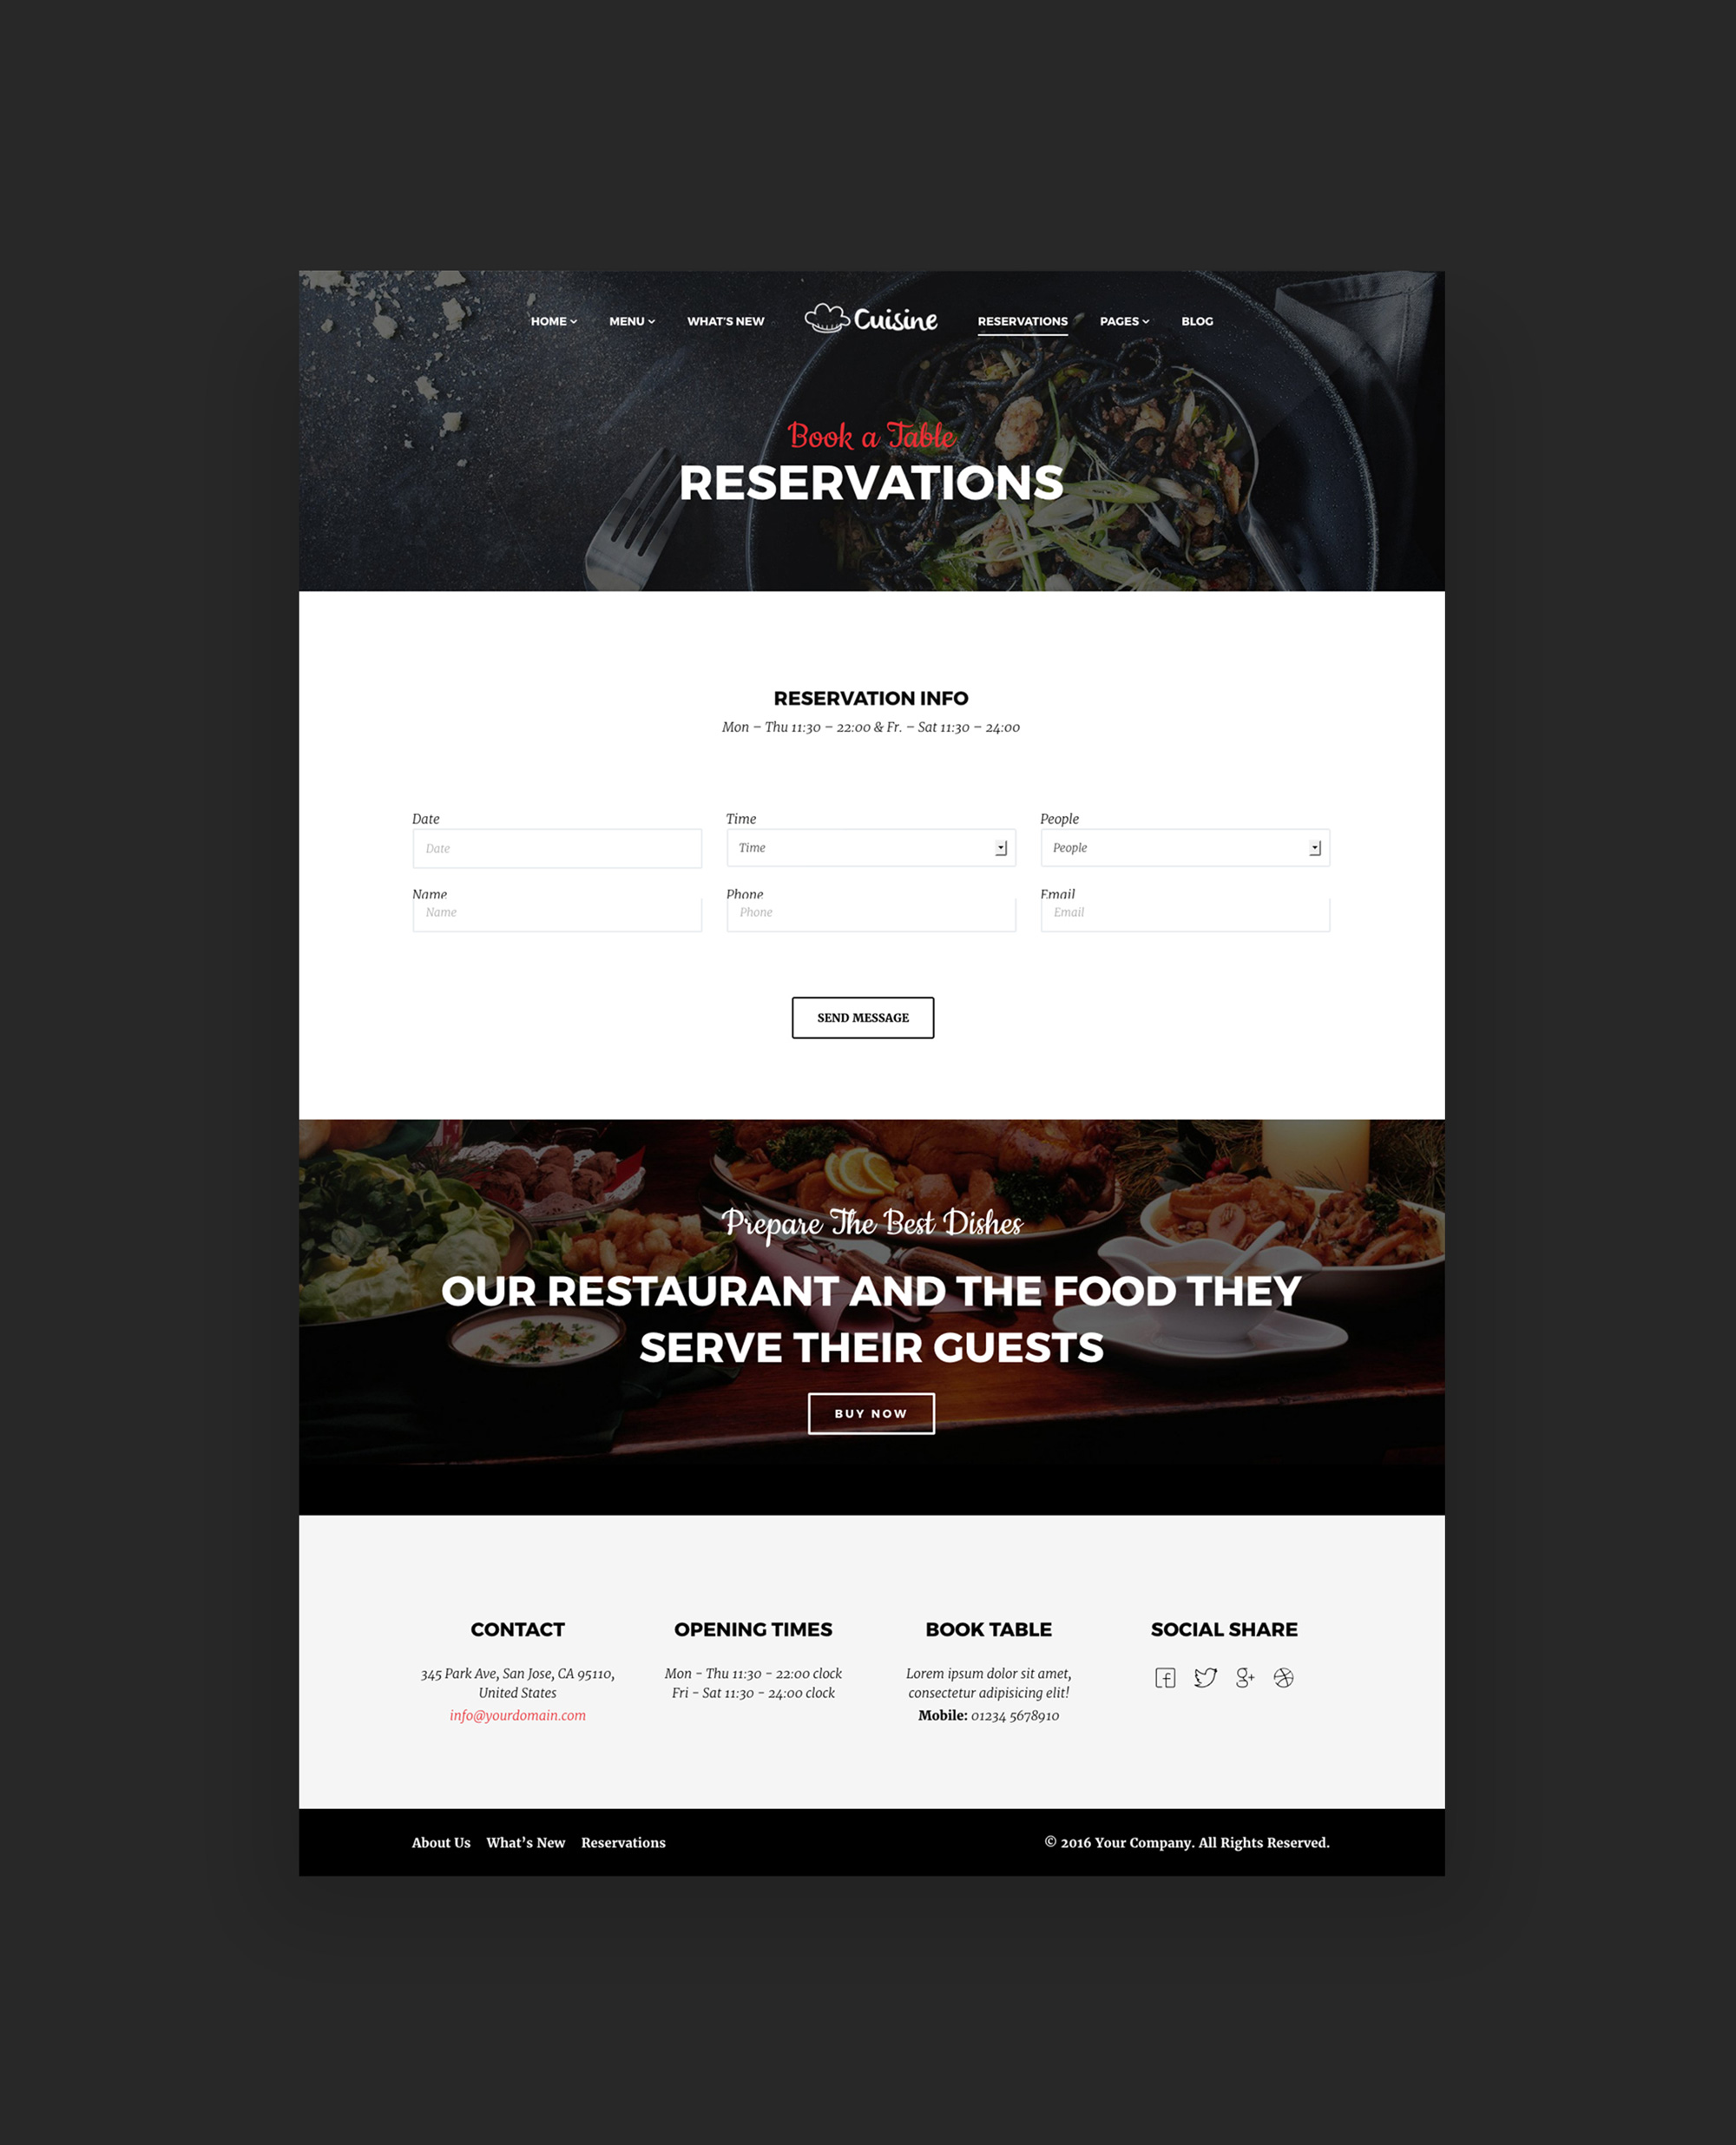 HOME
MENU
WHAT'S NEW
Cuisine
RESERVATIONS
PAGES
BLOG
Book a Table
RESERVATIONS
RESERVATION INFO
Mon – Thu 11:30 – 22:00 & Fr. – Sat 11:30 – 24:00
Date
Time
People
Date
Time
People
Name
Phone
Email
Name
Phone
Email
SEND MESSAGE
Prepare The Best Dishes
OUR RESTAURANT AND THE FOOD THEY
SERVE THEIR GUESTS
BUY NOW
CONTACT
345 Park Ave, San Jose, CA 95110,
United States
info@yourdomain.com
OPENING TIMES
Mon - Thu 11:30 - 22:00 clock
Fri - Sat 11:30 - 24:00 clock
BOOK TABLE
Lorem ipsum dolor sit amet,
consectetur adipisicing elit!
Mobile: 01234 5678910
SOCIAL SHARE
About Us
What's New
Reservations
© 2016 Your Company. All Rights Reserved.